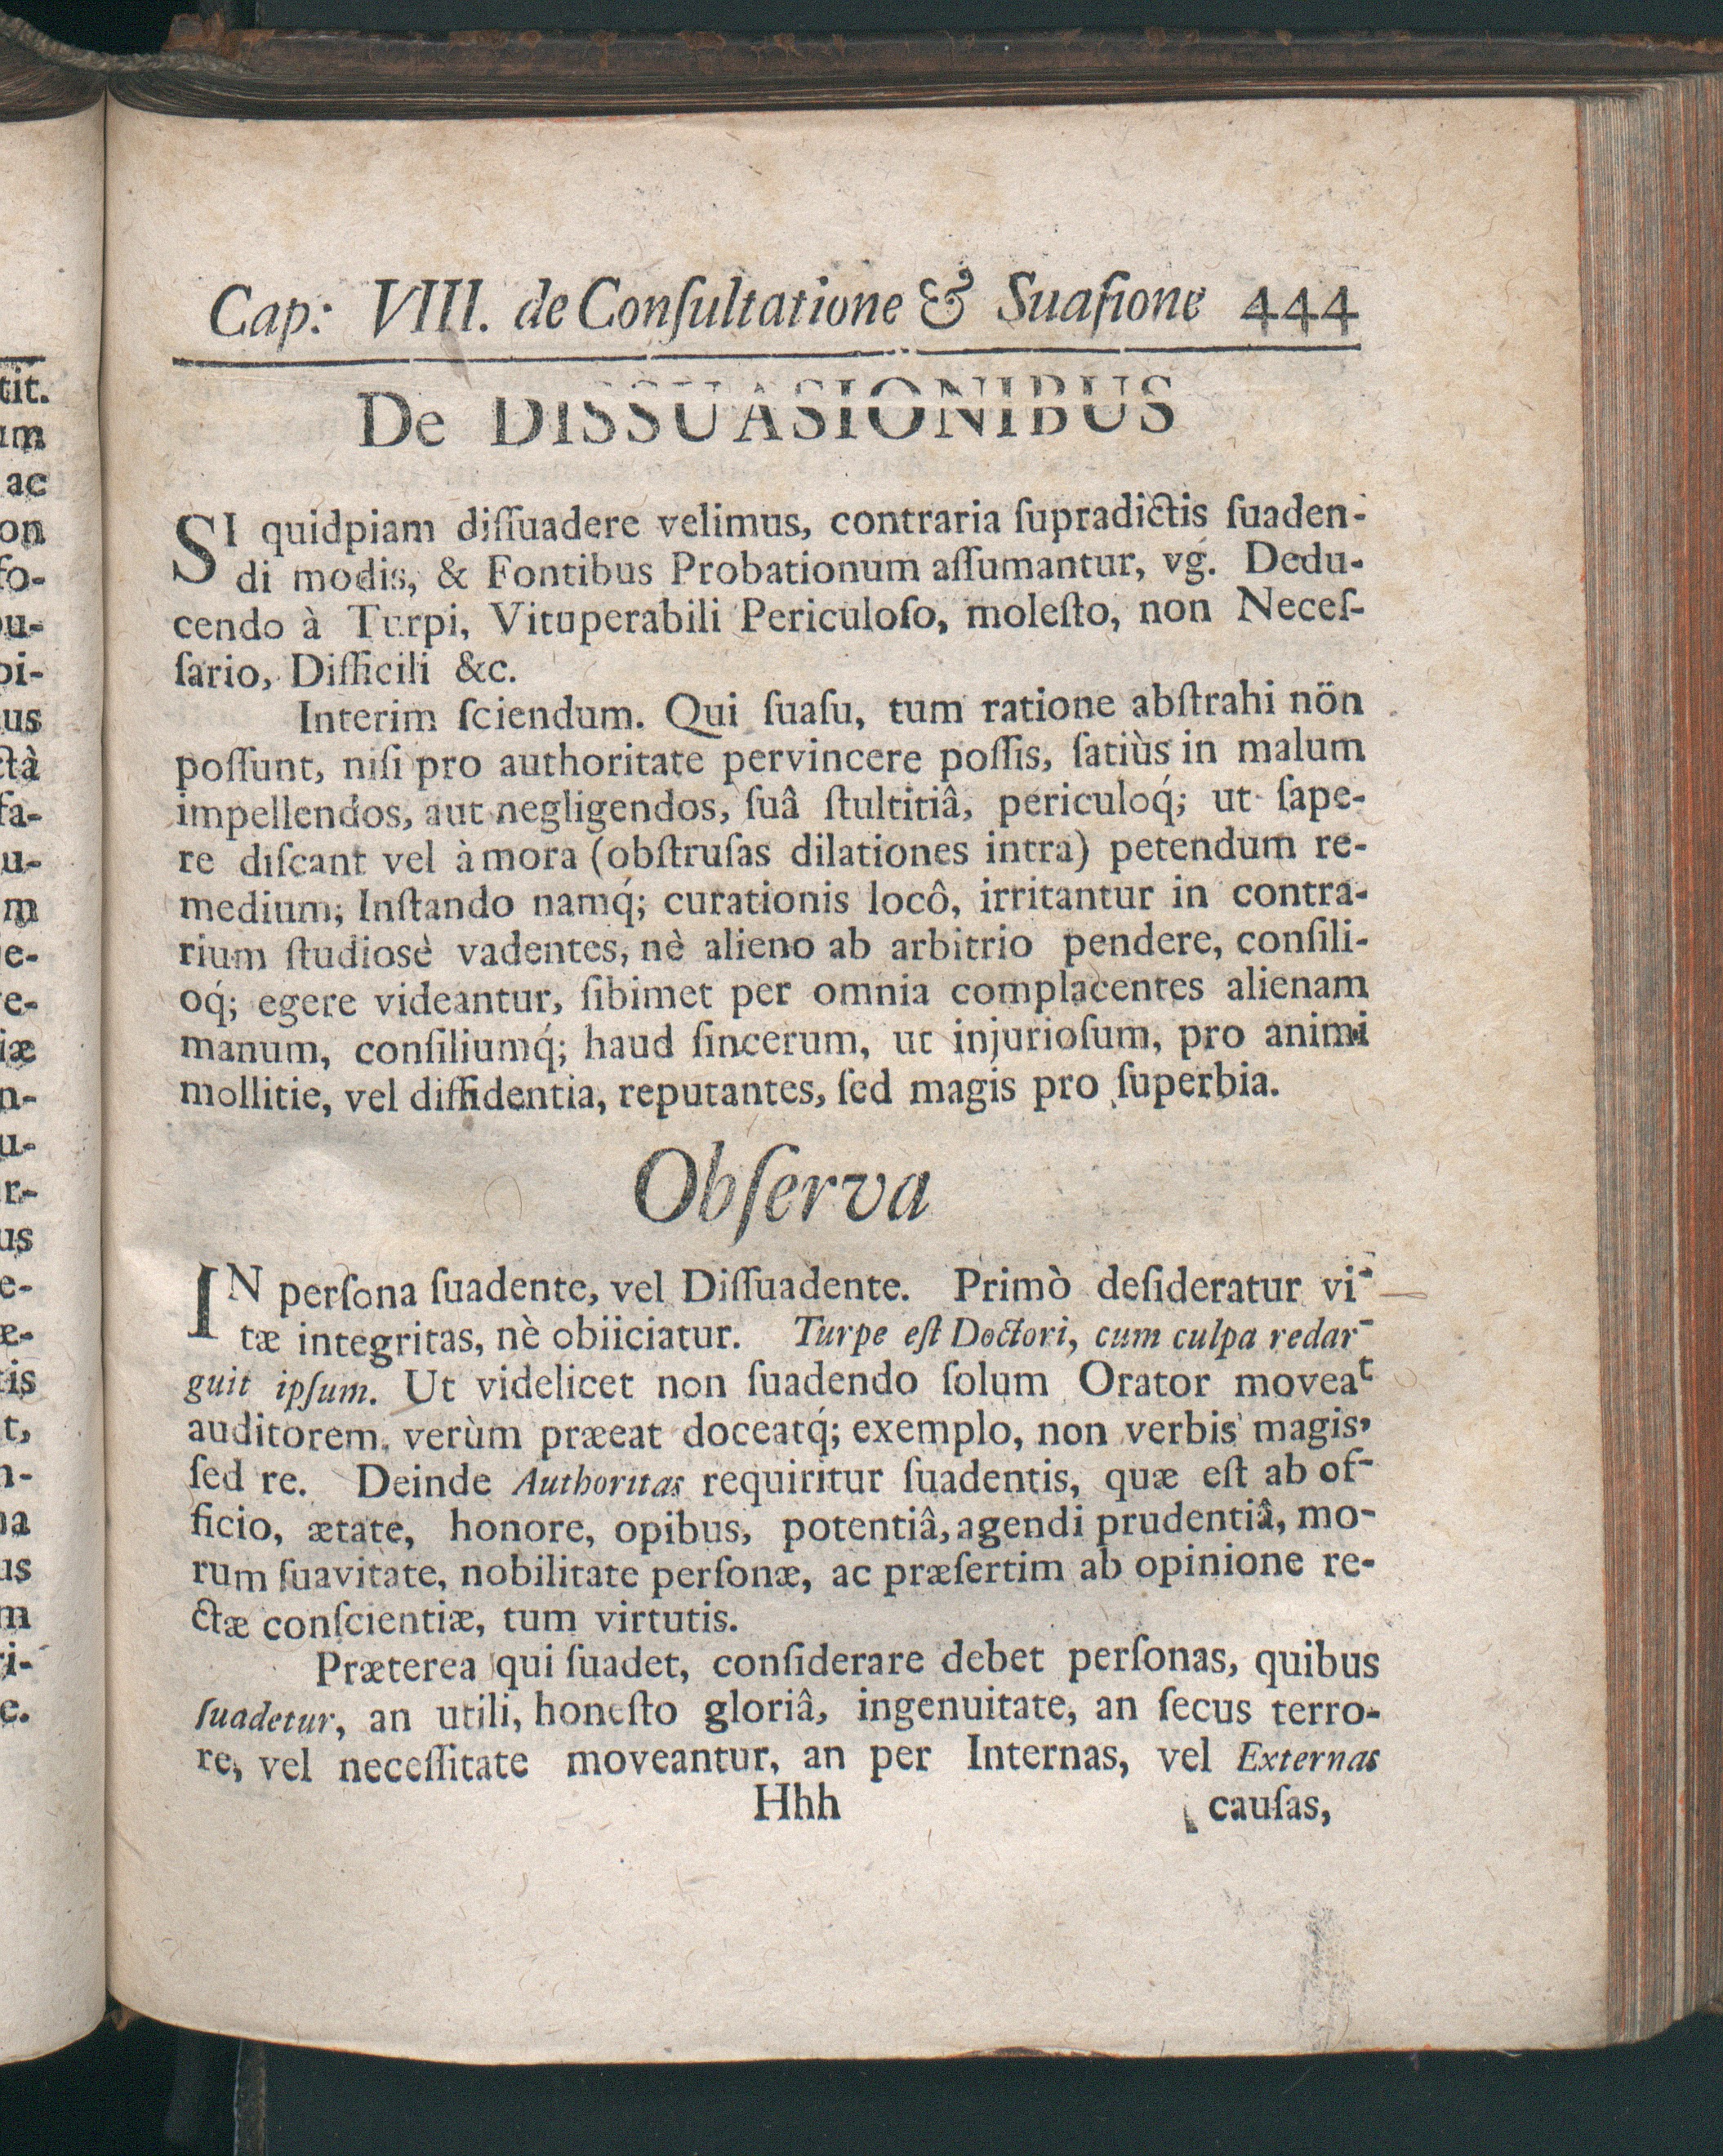 Cap: VIII. de Conſultatione & Suaſione 444
De DISSUASIONIBUS
SI quidpiam diſſuadere velimus, contraria ſupradictis ſuaden-
di modis, & Fontibus Probationum aſſumantur, vg. Dedu-
cendo à Turpi, Vituperabili Periculoſo, moleſto, non Neceſ-
ſario, Difficili &c.
Interim ſciendum. Qui ſuaſu, tum ratione abſtrahi nön
poſſunt, niſi pro authoritate pervincere poſſis, ſatiùs in malum
impellendos, aut negligendos, ſuâ ſtultitiâ, periculoq́; ut ſape-
re diſcant vel à mora (obſtruſas dilationes intra) petendum re-
medium; Inſtando namq́; curationis locô, irritantur in contra-
rium ſtudiosè vadentes, nè alieno ab arbitrio pendere, conſili-
oq́; egere videantur, ſibimet per omnia complacentes alienam
manum, conſiliumq́; haud ſincerum, ut injurioſum, pro animi
mollitie, vel diffidentia, reputantes, ſed magis pro ſuperbia.
Obſerva
IN perſona ſuadente, vel Diſſuadente. Primò deſideratur vi-
tæ integritas, nè obiiciatur. Turpe eſt Doctori, cum culpa redar-
guit ipſum. Ut videlicet non ſuadendo ſolum Orator moveat
auditorem, verùm præeat doceatq́; exemplo, non verbis magis,
ſed re. Deinde Authoritas requiritur ſuadentis, quæ eſt ab of-
ficio, ætate, honore, opibus, potentiâ, agendi prudentiâ, mo-
rum ſuavitate, nobilitate perſonæ, ac præſertim ab opinione re-
ctæ conſcientiæ, tum virtutis.
Præterea qui ſuadet, conſiderare debet perſonas, quibus
ſuadetur, an utili, honeſto gloriâ, ingenuitate, an ſecus terro-
re, vel neceſſitate moveantur, an per Internas, vel Externas
Hhh causas,